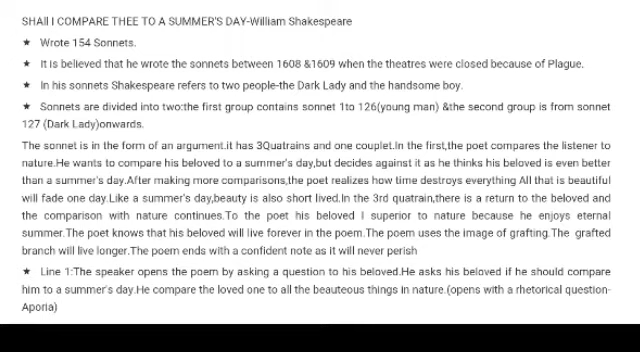 SHAll I COMPARE THEE TO A SUMMER'S DAY-William Shakespeare
★ Wrote 154 Sonnets.
★ It is believed that he wrote the sonnets between 1608 &1609 when the theatres were closed because of Plague.
★ In his sonnets Shakespeare refers to two people-the Dark Lady and the handsome boy.
★ Sonnets are divided into two:the first group contains sonnet 1to 126(young man) &the second group is from sonnet
127 (Dark Lady)onwards.
The sonnet is in the form of an argument.it has 3Quatrains and one couplet.In the first,the poet compares the listener to
nature.He wants to compare his beloved to a summer's day,but decides against it as he thinks his beloved is even better
than a summer's day.After making more comparisons,the poet realizes how time destroys everything All that is beautiful
will fade one day.Like a summer's day,beauty is also short lived.In the 3rd quatrain,there is a return to the beloved and
the comparison with nature continues.To the poet his beloved I superior to nature because he enjoys eternal
summer.The poet knows that his beloved will live forever in the poem.The poem uses the image of grafting.The grafted
branch will live longer.The poem ends with a confident note as it will never perish
★ Line 1:The speaker opens the poem by asking a question to his beloved.He asks his beloved if he should compare
him to a summer's day.He compare the loved one to all the beauteous things in nature.(opens with a rhetorical question-
Aporia)